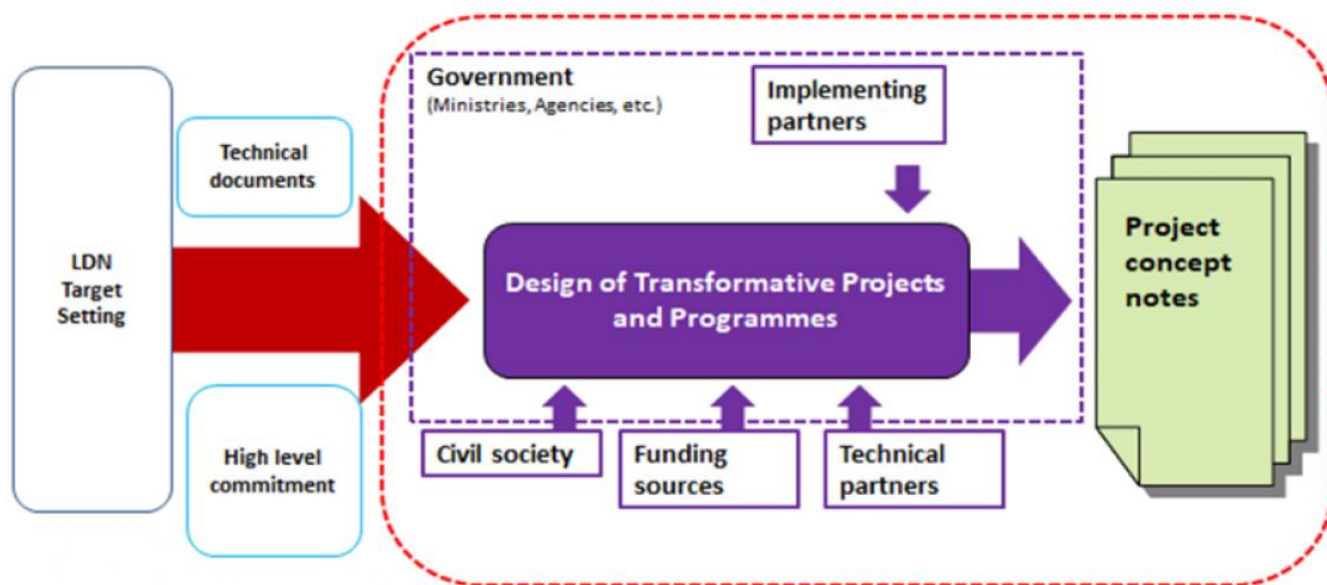 LDN
Target
Setting
Technical
documents
High level
commitment
Government
(Ministries, Agencies, etc.)
Implementing
partners
Design of Transformative Projects
and Programmes
Civil society
Funding
sources
Technical
partners
Project
concept
notes